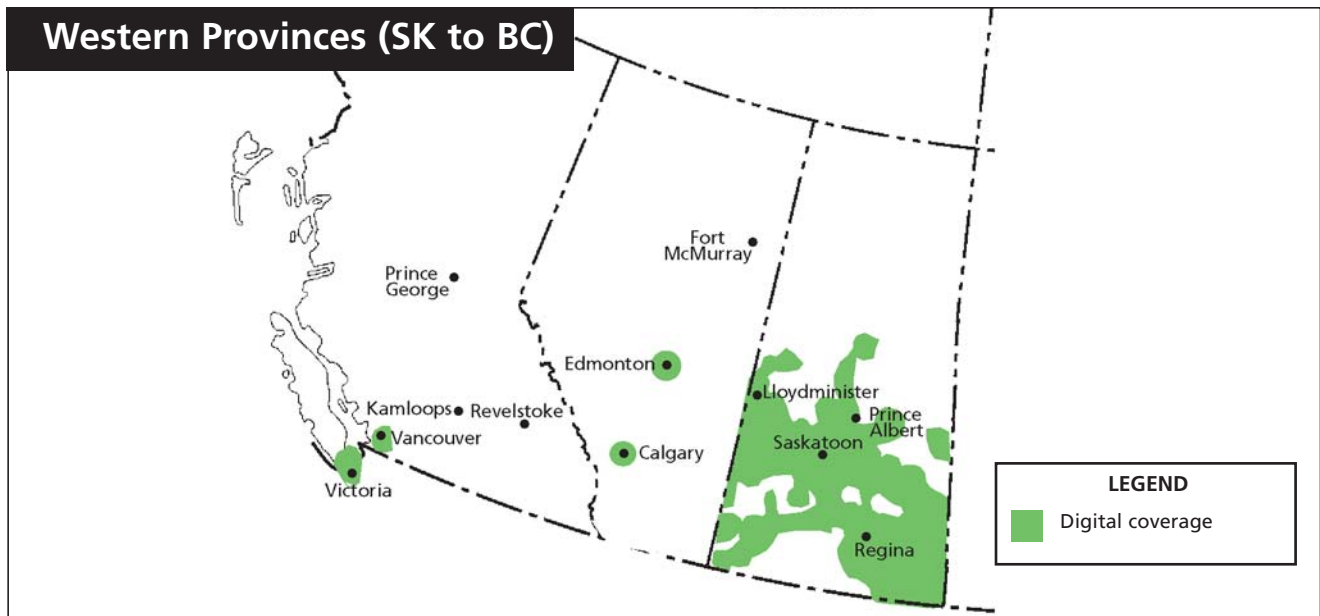 Western Provinces (SK to BC)
Fort
McMurray
Prince
George
Edmonton
Lloydminister
Kamloops
Revelstoke
Prince
Albert
Vancouver
Saskatoon
Calgary
Victoria
Regina
LEGEND
Digital coverage